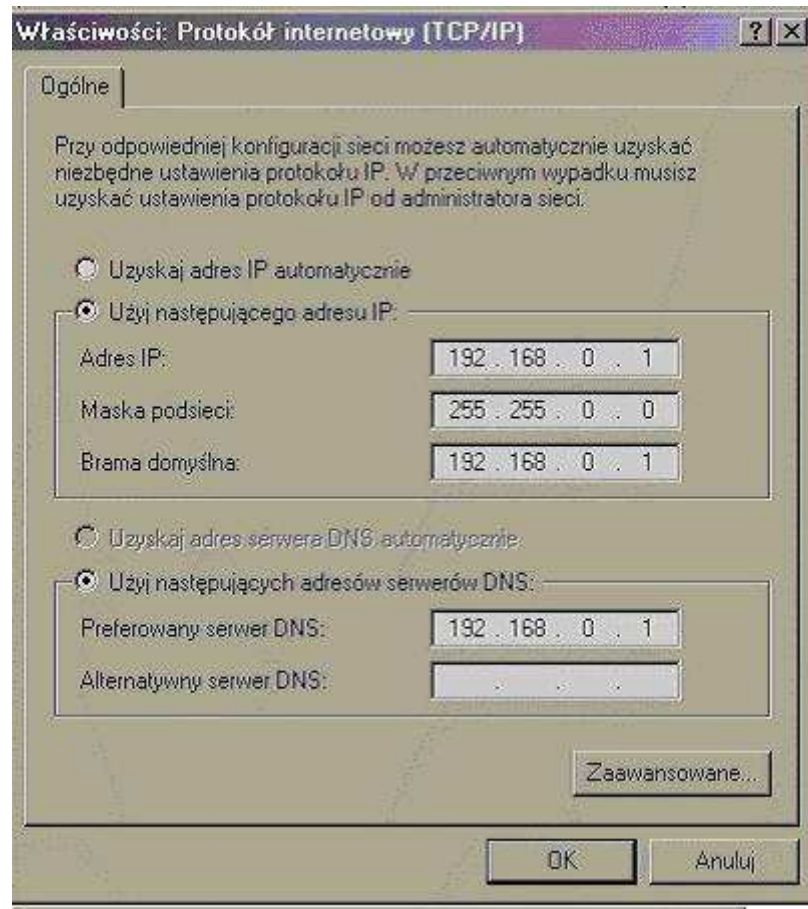 Właściwości: Protokół internetowy (TCP/IP)
Ogólne
Przy odpowiedniej konfiguracji sieci możesz automatycznie uzyskać
niezbędne ustawienia protokołu IP. W przeciwnym wypadku musisz
uzyskać ustawienia protokołu IP od administratora sieci.
Uzyskaj adres IP automatycznie
Użyj następującego adresu IP:
Adres IP: 192 . 168 . 0 . 1
Maska podsieci: 255 . 255 . 0 . 0
Brama domyślna: 192 . 168 . 0 . 1
Uzyskaj adres serwera DNS automatycznie
Użyj następujących adresów serwerów DNS:
Preferowany serwer DNS: 192 . 168 . 0 . 1
Alternatywny serwer DNS: . . .
Zaawansowane...
OK Anuluj